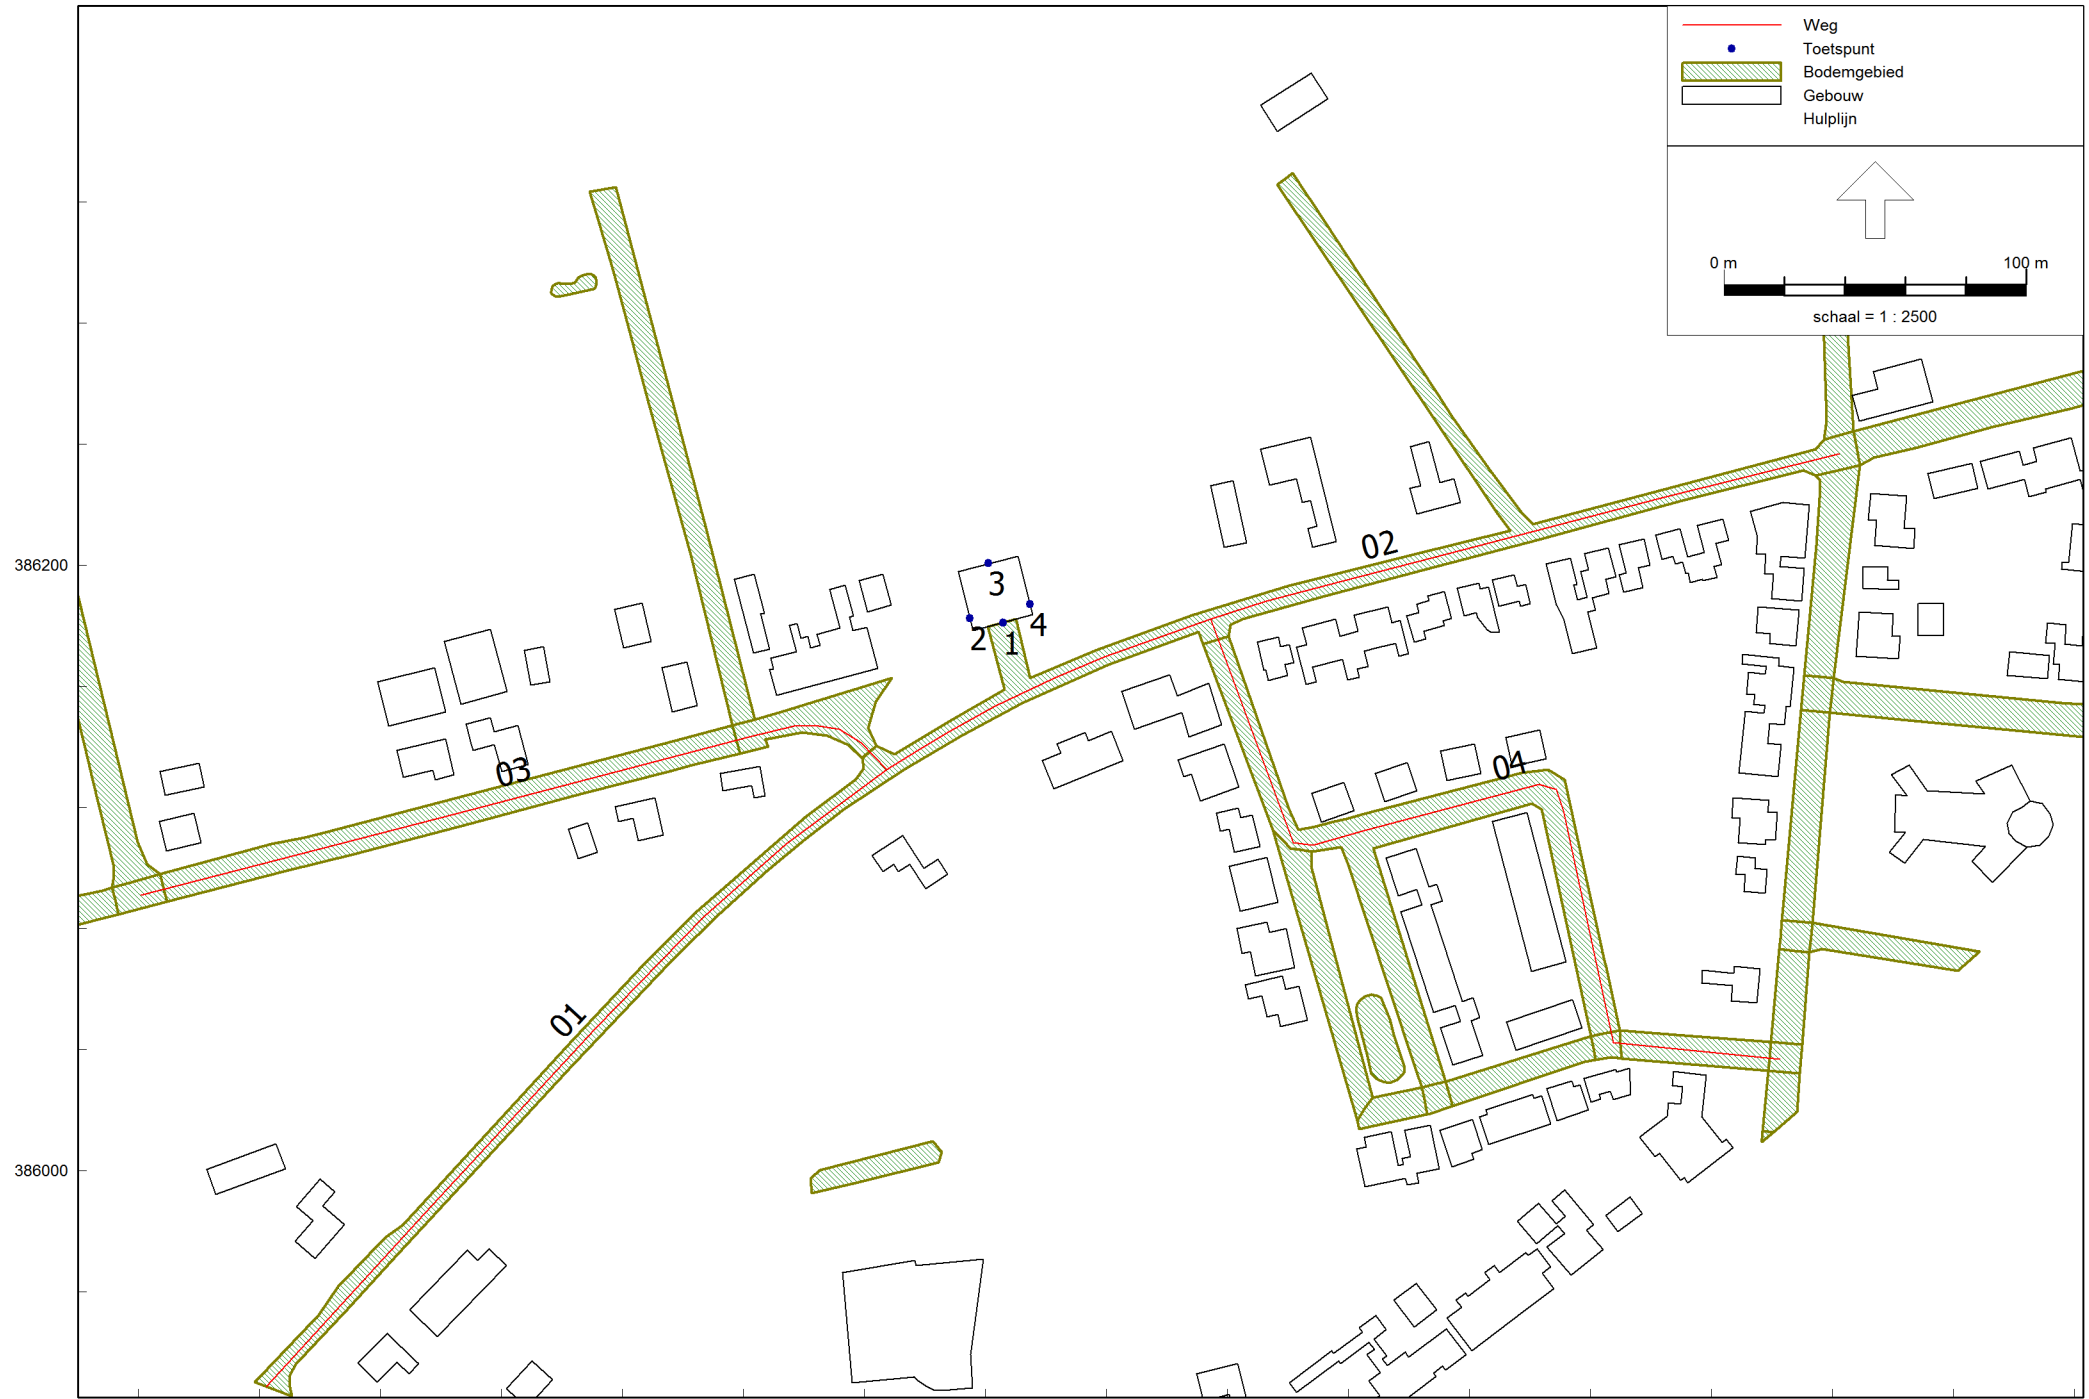 Weg
Toetspunt
Bodemgebied
Gebouw
Hulplijn
0 m 100 m
schaal = 1 : 2500
02
386200
3
4
2 1
04
03
01
386000